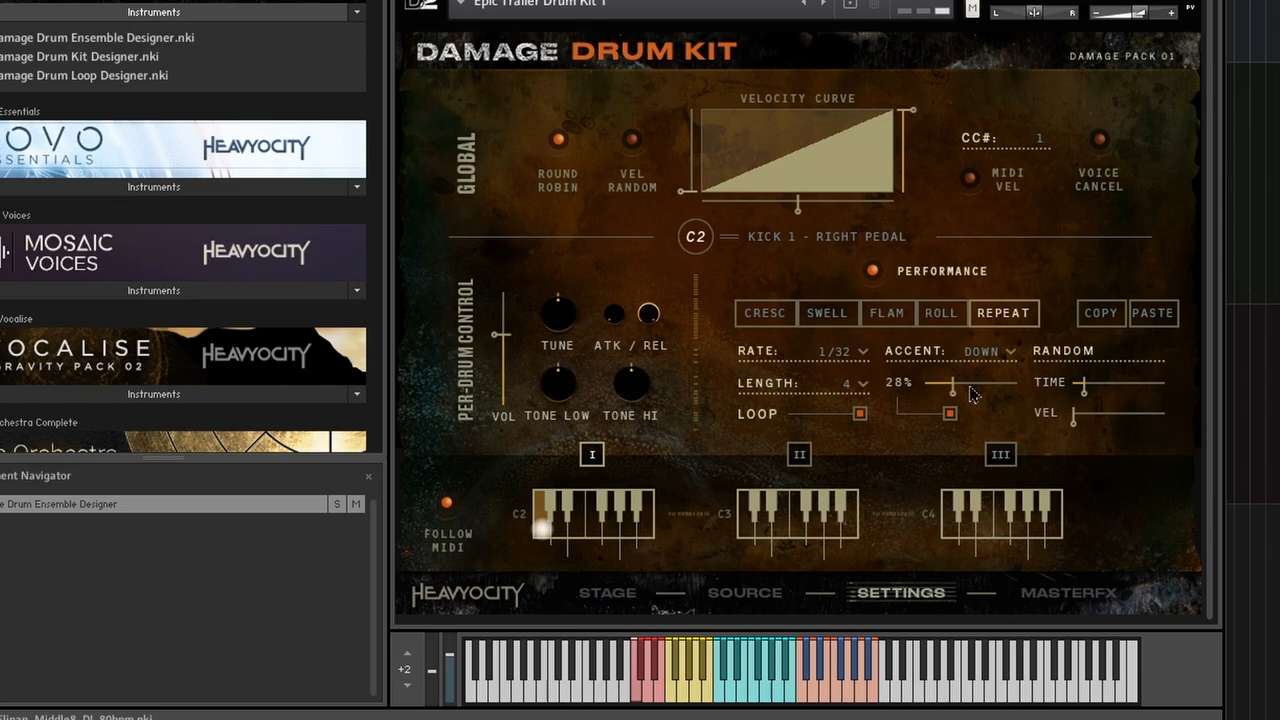 Instruments
amage Drum Ensemble Designer.nki
amage Drum Kit Designer.nki
amage Drum Loop Designer.nki
Essentials
OVO
SSENTIALS
HEAVYOCITY
Instruments
Voices
MOSAIC
VOICES
HEAVYOCITY
Instruments
Vocalise
OCALISE
GRAVITY PACK 02
HEAVYOCITY
Instruments
chestra Complete
Orchestra
ent Navigator
e Drum Ensemble Designer
S M
Epic Trailer Drum Kit 1
M
L R
- +
PV
DAMAGE DRUM KIT
DAMAGE PACK 01
VELOCITY CURVE
GLOBAL
ROUND
ROBIN
VEL
RANDOM
CC#: 1
MIDI
VEL
VOICE
CANCEL
C2 KICK 1 - RIGHT PEDAL
PERFORMANCE
PER-DRUM CONTROL
VOL
TUNE
ATK / REL
TONE LOW
TONE HI
CRESC SWELL FLAM ROLL REPEAT COPY PASTE
RATE: 1/32 ACCENT: DOWN RANDOM
LENGTH: 4 28% TIME
LOOP VEL
I II III
FOLLOW
MIDI
C2 C3 C4
HEAVYOCITY STAGE SOURCE SETTINGS MASTERFX
+2